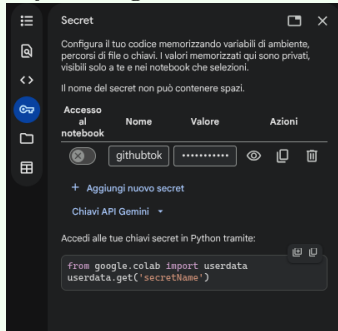 Secret
Configura il tuo codice memorizzando variabili di ambiente,
percorsi di file o chiavi. I valori memorizzati qui sono privati,
visibili solo a te e nei notebook che selezioni.
Il nome del secret non può contenere spazi.
Accesso al notebook Nome Valore Azioni
githubtok ...........
+ Aggiungi nuovo secret
Chiavi API Gemini
Accedi alle tue chiavi secret in Python tramite:
from google.colab import userdata
userdata.get('secretName')